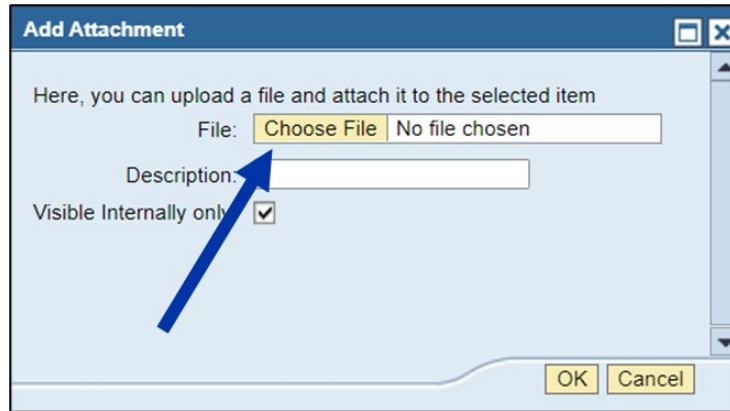 Add Attachment
Here, you can upload a file and attach it to the selected item
File: Choose File No file chosen
Description:
Visible Internally only
OK Cancel